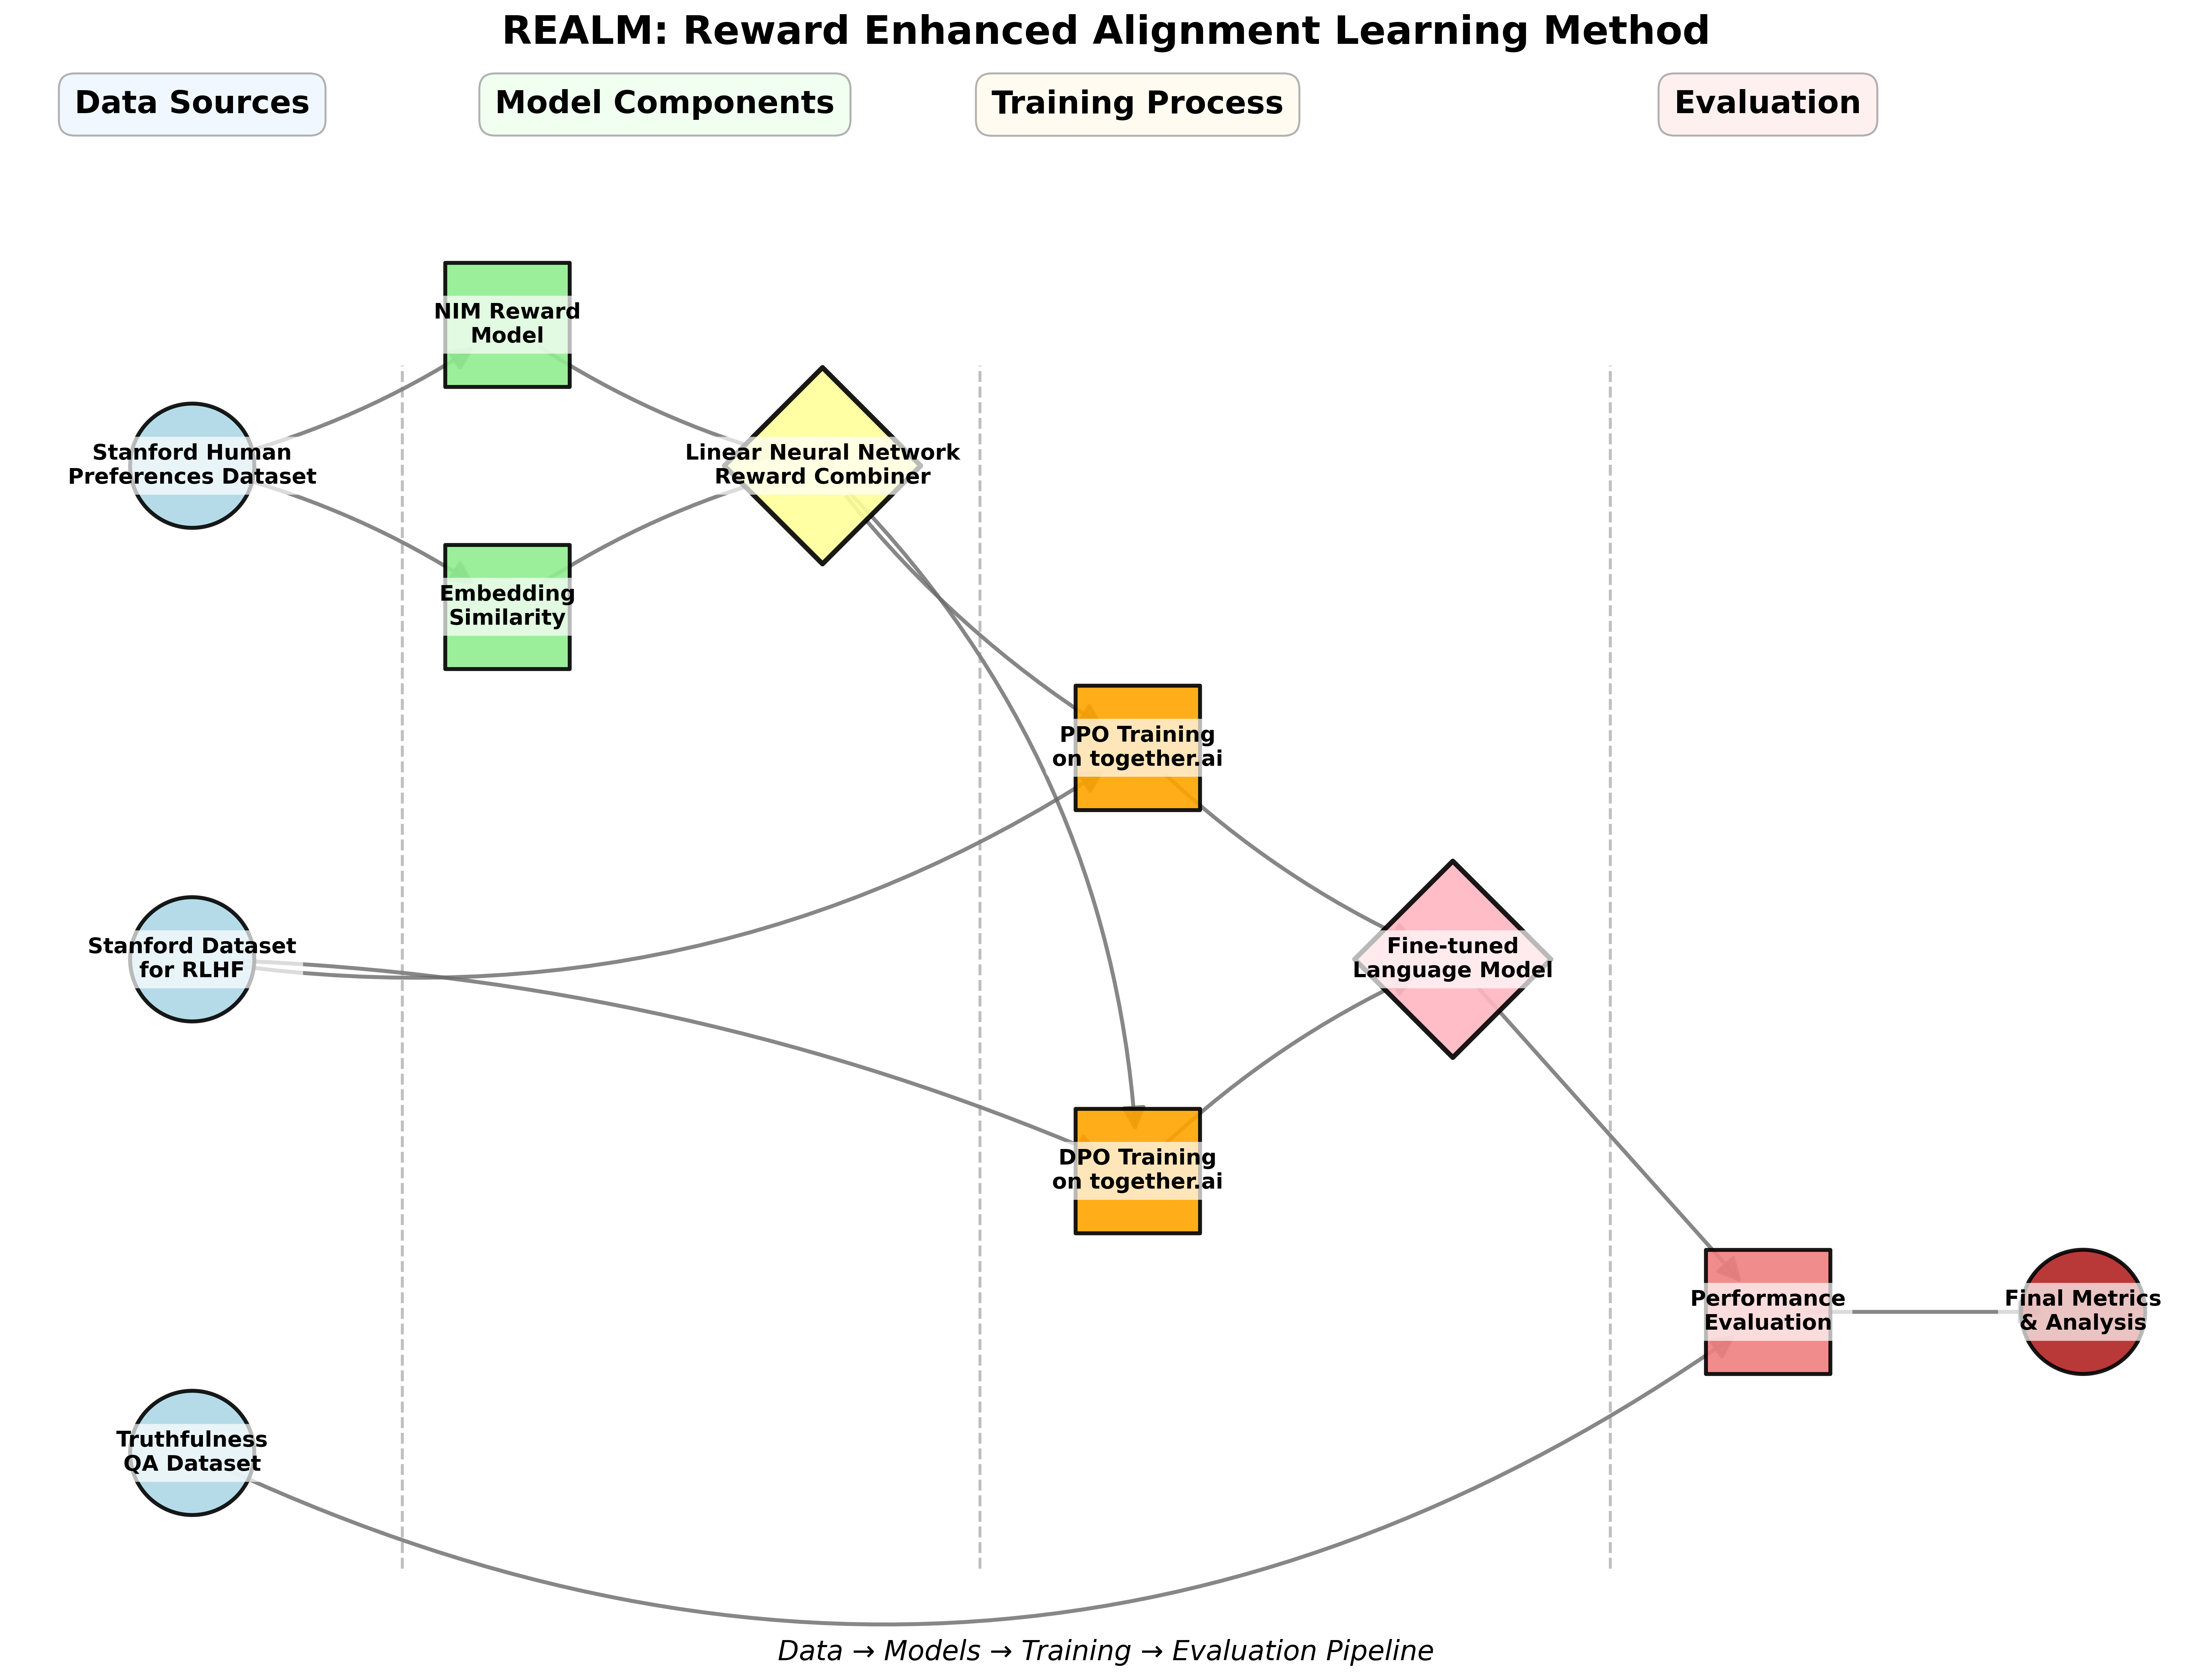 REALM: Reward Enhanced Alignment Learning Method
Data Sources
Model Components
Training Process
Evaluation
NIM Reward
Model
Stanford Human
Preferences Dataset
Linear Neural Network
Reward Combiner
Embedding
Similarity
PPO Training
on together.ai
Stanford Dataset
for RLHF
Fine-tuned
Language Model
DPO Training
on together.ai
Performance
Evaluation
Final Metrics
& Analysis
Truthfulness
QA Dataset
Data → Models → Training → Evaluation Pipeline